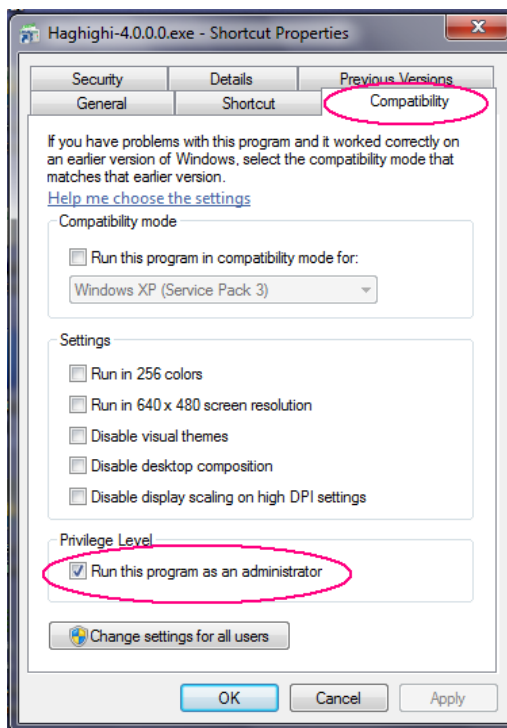 Haghighi-4.0.0.0.exe - Shortcut Properties
Security Details Previous Versions
General Shortcut Compatibility
If you have problems with this program and it worked correctly on
an earlier version of Windows, select the compatibility mode that
matches that earlier version.
Help me choose the settings
Compatibility mode
Run this program in compatibility mode for:
Windows XP (Service Pack 3)
Settings
Run in 256 colors
Run in 640 x 480 screen resolution
Disable visual themes
Disable desktop composition
Disable display scaling on high DPI settings
Privilege Level
Run this program as an administrator
Change settings for all users
OK Cancel Apply